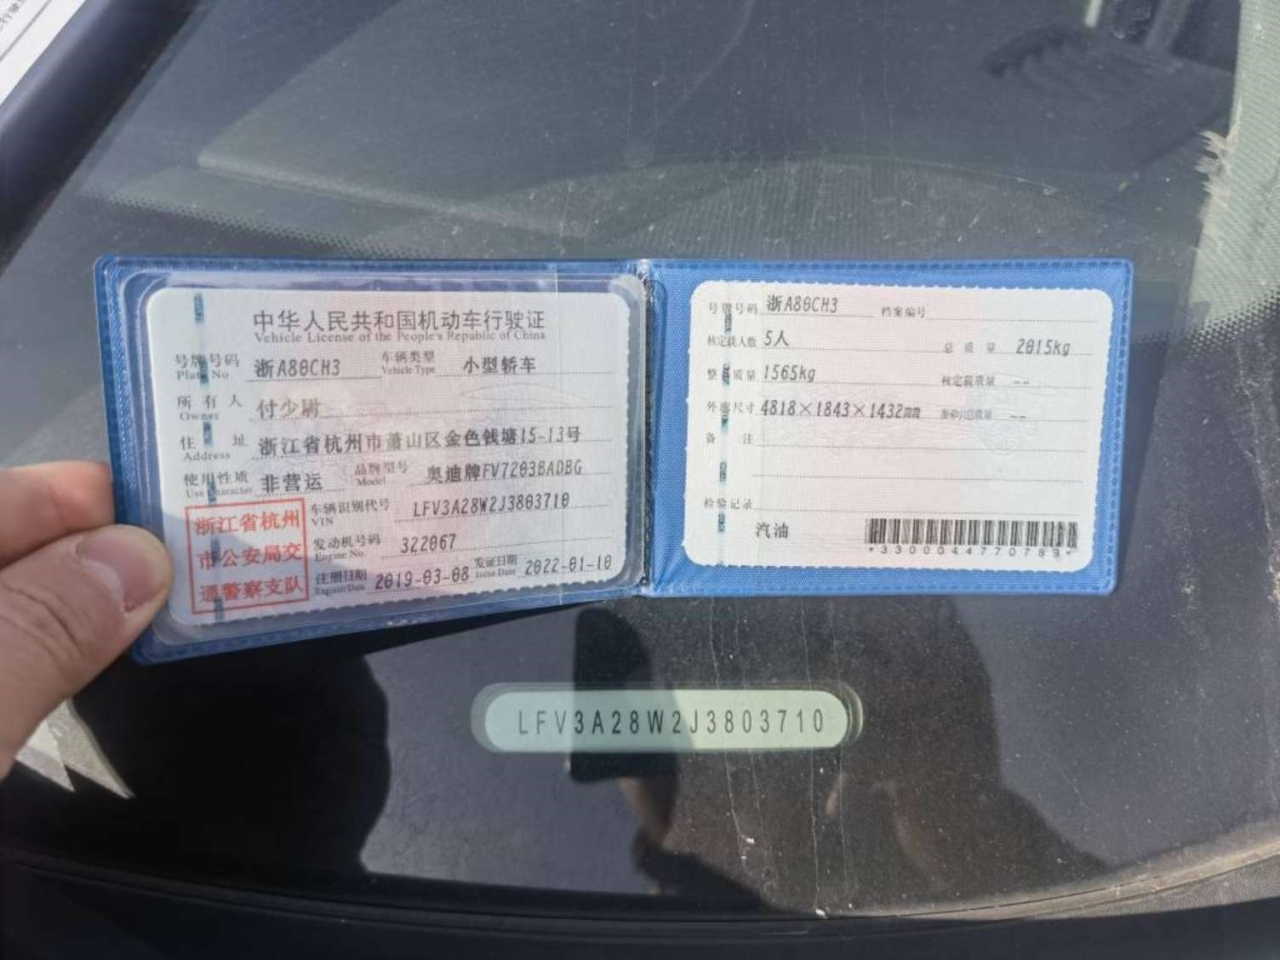 中华人民共和国机动车行驶证
Vehicle License of the People's Republic of China
号牌号码 浙A80CH3 车辆类型 小型轿车
Plate No. Vehicle Type
所有人 付少尉
Owner
住址 浙江省杭州市萧山区金色钱塘15-13号
Address
使用性质 非营运 品牌型号 奥迪牌FV7203BADBG
Use Character Model
浙江省杭州
市公安局交
通警察支队
车辆识别代号 LFV3A28W2J3803710
VIN
发动机号码 322067
Engine No.
注册日期 2019-03-08 发证日期 2022-01-10
Register Date Issue Date
号牌号码 浙A80CH3 档案编号
核定载人数 5人 总质量 2015kg
整备质量 1565kg 核定载质量 --
外廓尺寸 4818×1843×1432mm 准牵引总质量 --
备注
检验记录
汽油
*3300044770789*
LFV3A28W2J3803710